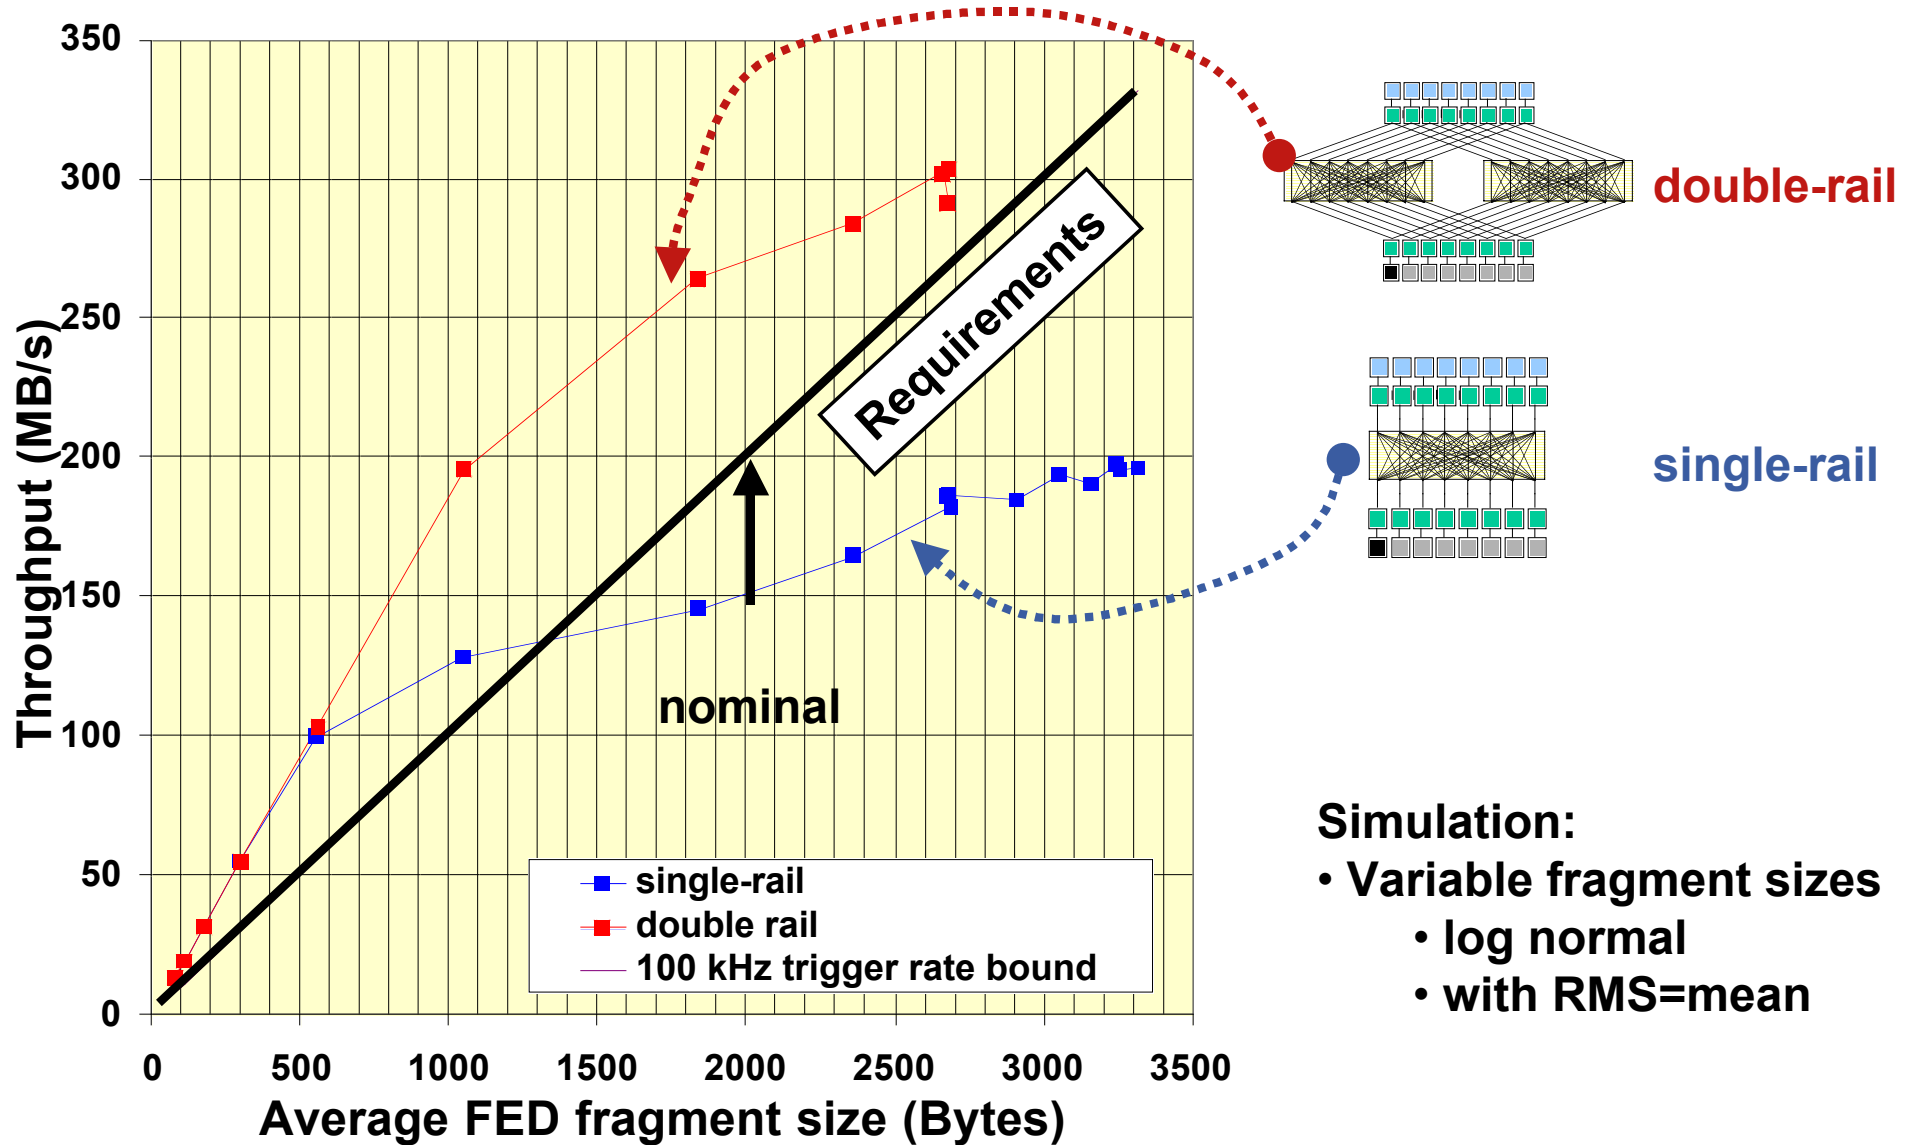 350
300
250
200
150
100
50
0
Throughput (MB/s)
0 500 1000 1500 2000 2500 3000 3500
Average FED fragment size (Bytes)
Requirements
nominal
single-rail
double rail
100 kHz trigger rate bound
double-rail
single-rail
Simulation:
• Variable fragment sizes
• log normal
• with RMS=mean